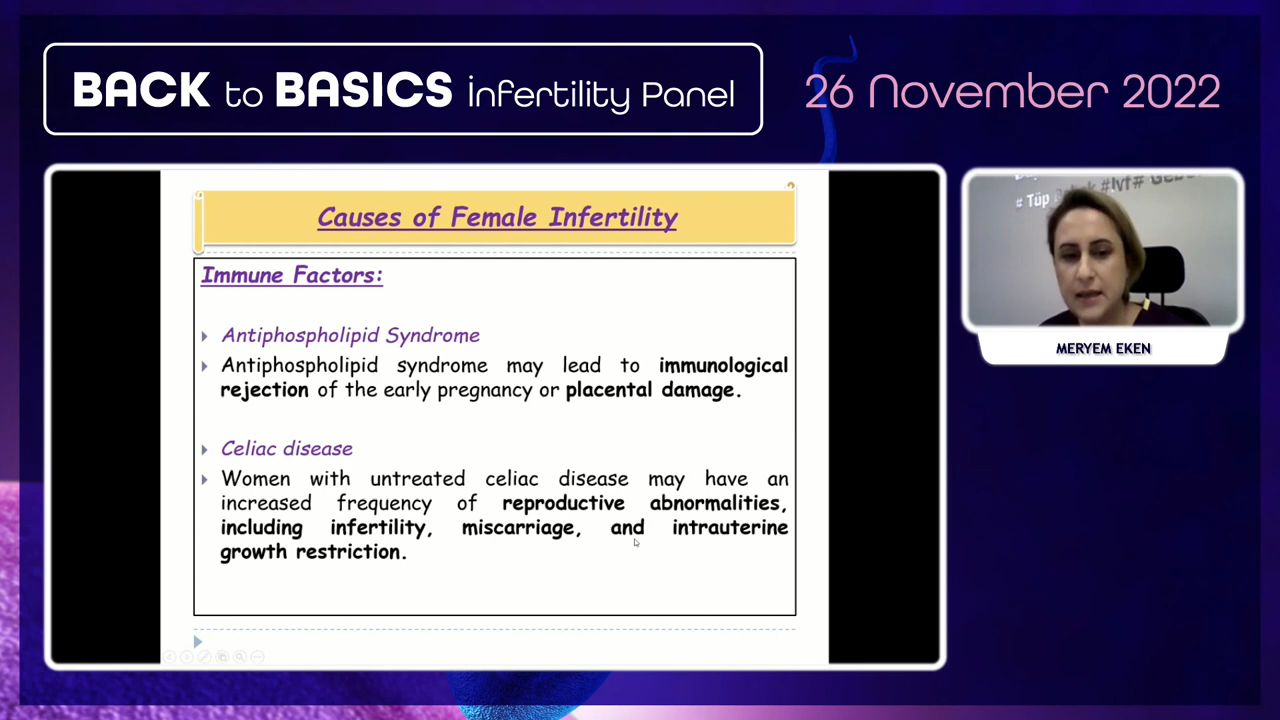 BACK to BASICS infertility Panel
26 November 2022
Causes of Female Infertility
Immune Factors:
Antiphospholipid Syndrome
Antiphospholipid syndrome may lead to immunological
rejection of the early pregnancy or placental damage.
Celiac disease
Women with untreated celiac disease may have an
increased frequency of reproductive abnormalities,
including infertility, miscarriage, and intrauterine
growth restriction.
# Tüp #ivf#
MERYEM EKEN